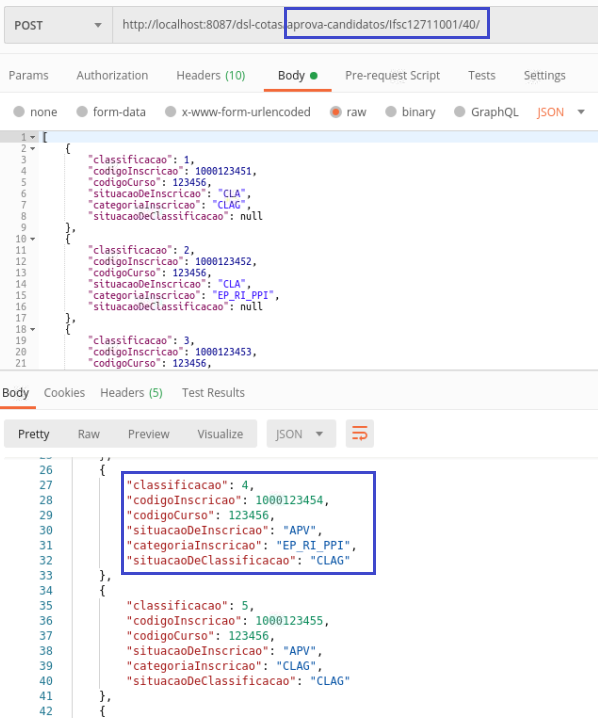 POST http://localhost:8087/dsl-cotas/aprova-candidatos/Ifsc12711001/40/
Params Authorization Headers (10) Body Pre-request Script Tests Settings
none form-data x-www-form-urlencoded raw binary GraphQL JSON
1 [
2 {
3 "classificacao": 1,
4 "codigoInscricao": 1000123451,
5 "codigoCurso": 123456,
6 "situacaoDeInscricao": "CLA",
7 "categoriaInscricao": "CLAG",
8 "situacaoDeClassificacao": null
9 },
10 {
11 "classificacao": 2,
12 "codigoInscricao": 1000123452,
13 "codigoCurso": 123456,
14 "situacaoDeInscricao": "CLA",
15 "categoriaInscricao": "EP_RI_PPI",
16 "situacaoDeClassificacao": null
17 },
18 {
19 "classificacao": 3,
20 "codigoInscricao": 1000123453,
21 "codigoCurso": 123456,
Body Cookies Headers (5) Test Results
Pretty Raw Preview Visualize JSON
25 },
26 {
27 "classificacao": 4,
28 "codigoInscricao": 1000123454,
29 "codigoCurso": 123456,
30 "situacaoDeInscricao": "APV",
31 "categoriaInscricao": "EP_RI_PPI",
32 "situacaoDeClassificacao": "CLAG"
33 },
34 {
35 "classificacao": 5,
36 "codigoInscricao": 1000123455,
37 "codigoCurso": 123456,
38 "situacaoDeInscricao": "APV",
39 "categoriaInscricao": "CLAG",
40 "situacaoDeClassificacao": "CLAG"
41 },
42 {